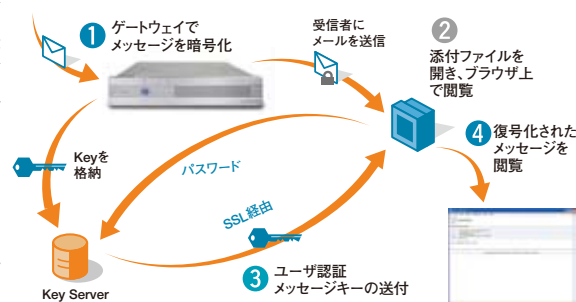 1 ゲートウェイで
メッセージを暗号化
受信者に
メールを送信
2
添付ファイルを
開き、ブラウザ上
で閲覧
4 復号化された
メッセージを
閲覧
Keyを
格納
パスワード
SSL経由
3 ユーザ認証
メッセージキーの送付
Key Server